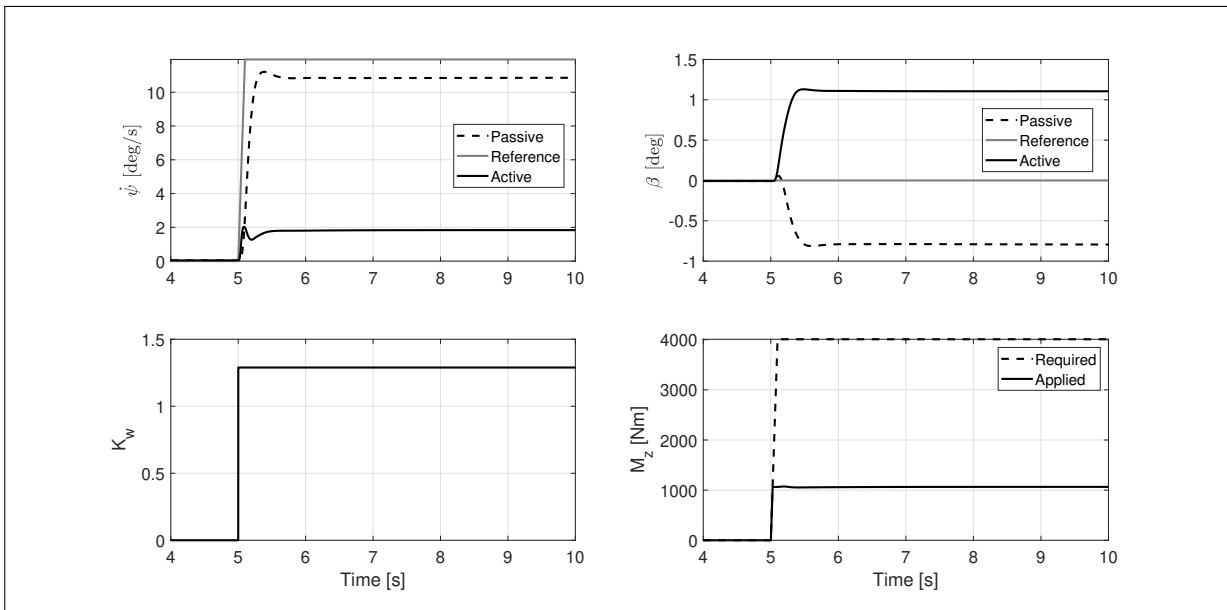 10
8
6
4
2
0
4 5 6 7 8 9 10
ψ̇ [deg/s]
Passive
Reference
Active
1.5
1
0.5
0
-0.5
-1
4 5 6 7 8 9 10
β [deg]
Passive
Reference
Active
1.5
1
0.5
0
4 5 6 7 8 9 10
K_w
Time [s]
4000
3000
2000
1000
0
4 5 6 7 8 9 10
M_z [Nm]
Required
Applied
Time [s]